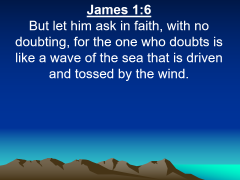 James 1:6
But let him ask in faith, with no
doubting, for the one who doubts is
like a wave of the sea that is driven
and tossed by the wind.